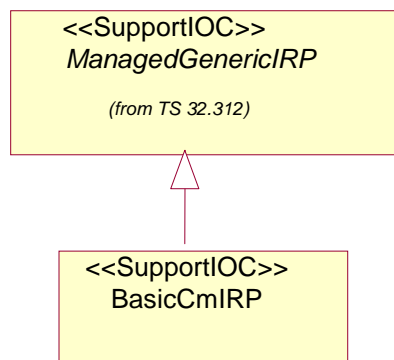 <<SupportIOC>>
ManagedGenericIRP
(from TS 32.312)
<<SupportIOC>>
BasicCmIRP